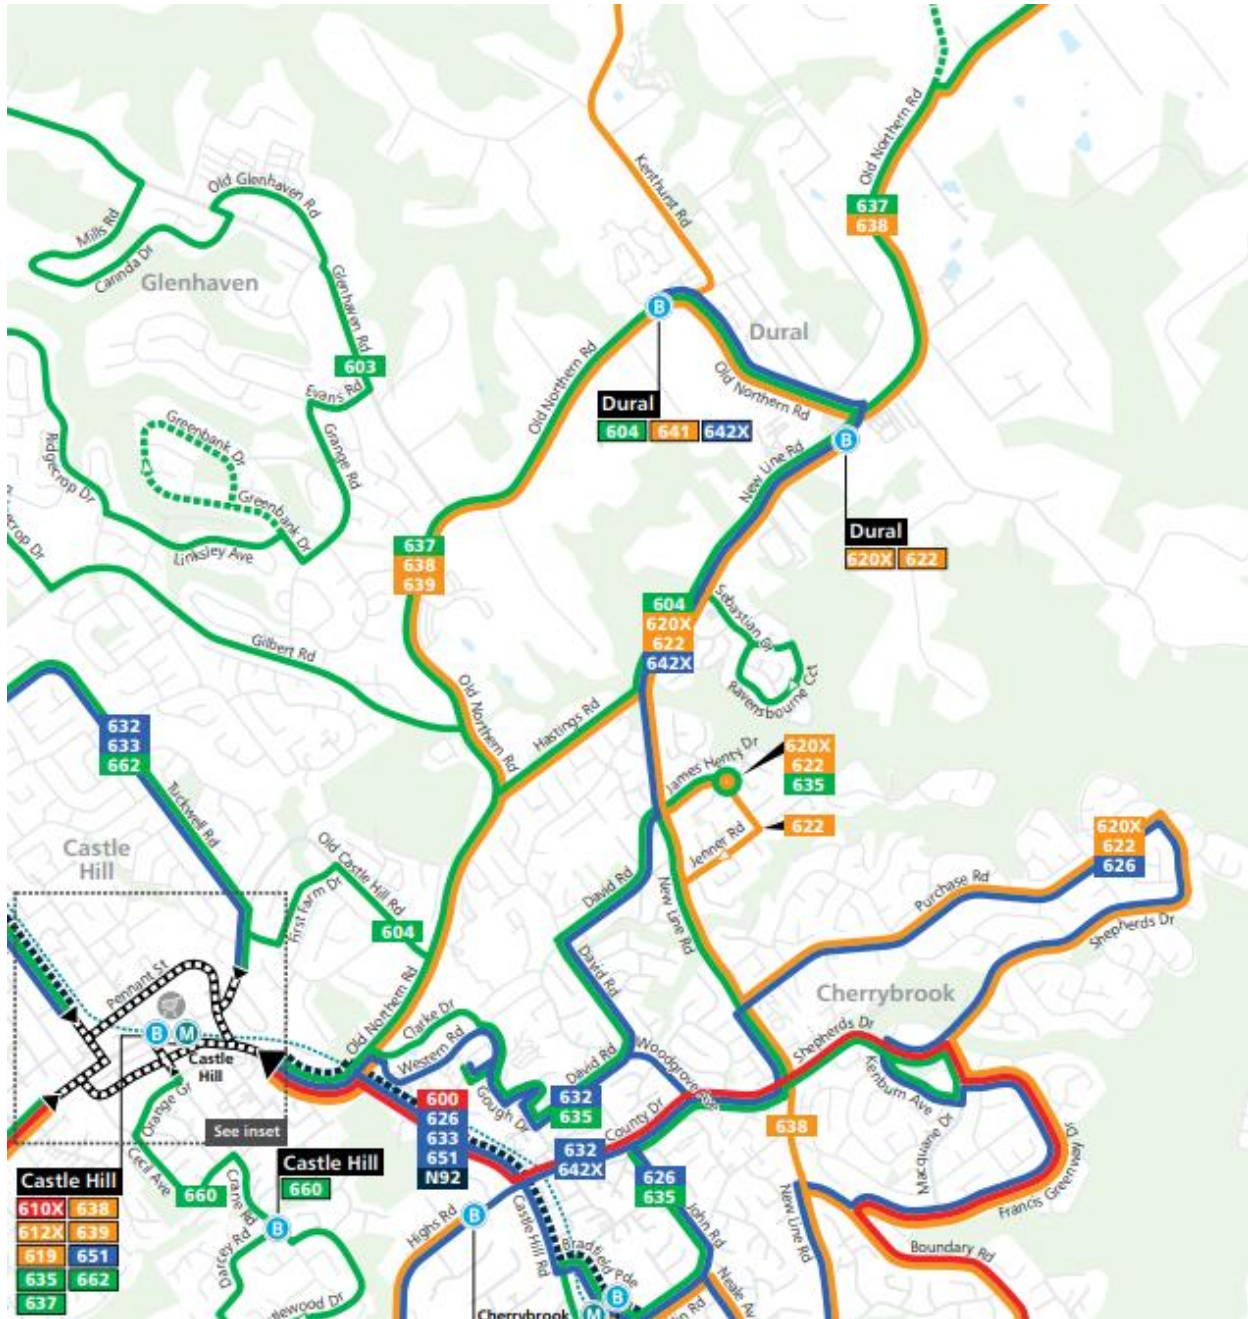 Old Northern Rd
Kenthurst Rd
637
638
Old Glenhaven Rd
Mills Rd
Carinda Dr
Glenhaven
Glenhaven Rd
B
Dural
603
Evans Rd
Old Northern Rd
Old Northern Rd
Dural
604 641 642X
Greenbank Dr
Grange Rd
Ridgecrop Dr
New Line Rd
B
Greenbank Dr
Linksley Ave
crop Dr
Dural
620X 622
637
638
639
604
620X
622
642X
Sebastian Dr
Ravensbourne Cct
Gilbert Rd
Old Northern Rd
Hastings Rd
632
633
662
James Henty Dr
620X
622
635
Tuckwell Rd
622
Jenner Rd
Castle
Hill
620X
622
626
Old Castle Hill Rd
First Farm Dr
David Rd
New Line Rd
Purchase Rd
Shepherds Dr
604
David Rd
Pennant St
Old Northern Rd
Cherrybrook
Clarke Dr
B M
Castle
Hill
Western Rd
Woodgrove Ave
Shepherds Dr
David Rd
Kenburn Ave
Gough Dr
Orange Gr
600
626
633
651
N92
632
635
County Dr
638
Macquarie Dr
See inset
632
642X
Francis Greenway Dr
Castle Hill
660
Cecil Ave
660
Crane Rd
626
635
Castle Hill
610X 638
612X 639
619 651
635 662
637
B
Darcey Rd
Highs Rd
B
Castle Hill Rd
John Rd
New Line Rd
Boundary Rd
Bradfield Pde
B
Neale Av
tlewood Dr
Cherrybrook
M
in Rd